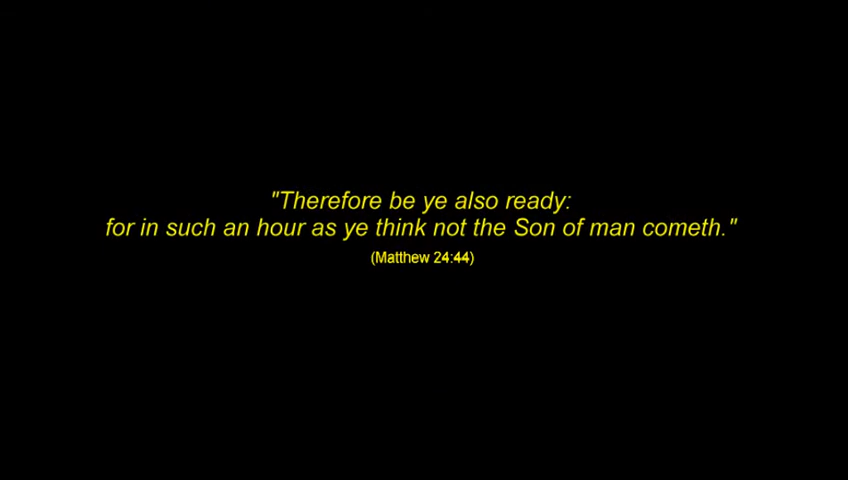 "Therefore be ye also ready:
for in such an hour as ye think not the Son of man cometh."
(Matthew 24:44)